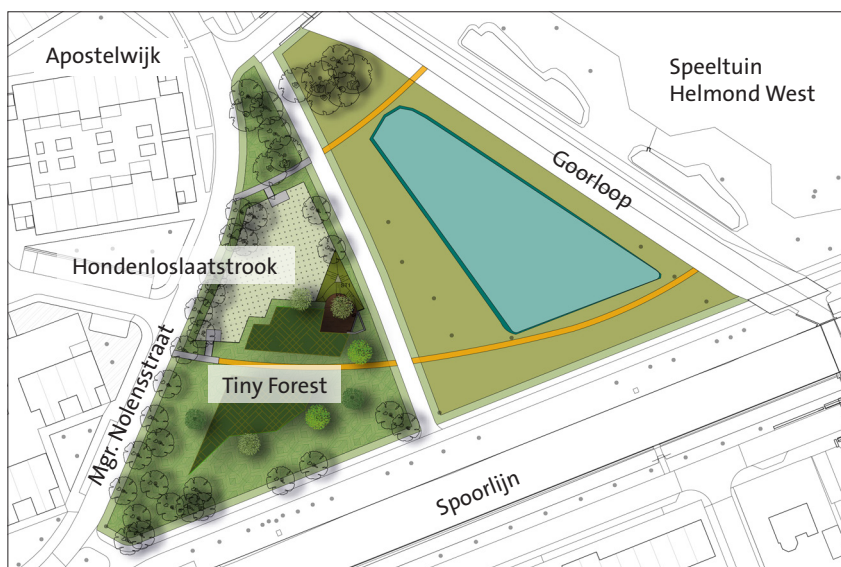 Apostelwijk
Speeltuin
Helmond West
Goorloop
Hondenloslaatstrook
Tiny Forest
Mgr. Nolensstraat
Spoorlijn